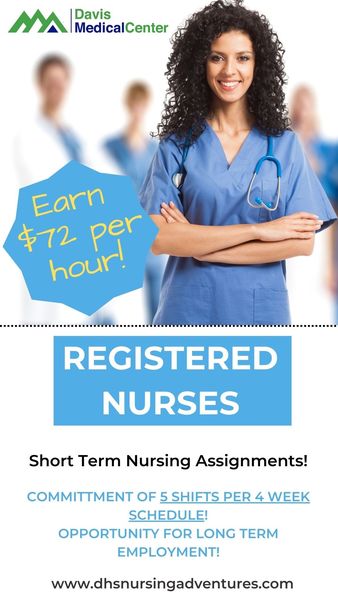 Davis
MedicalCenter
Earn
$72 per
hour!
REGISTERED
NURSES
Short Term Nursing Assignments!
COMMITTMENT OF 5 SHIFTS PER 4 WEEK
SCHEDULE!
OPPORTUNITY FOR LONG TERM
EMPLOYMENT!
www.dhsnursingadventures.com